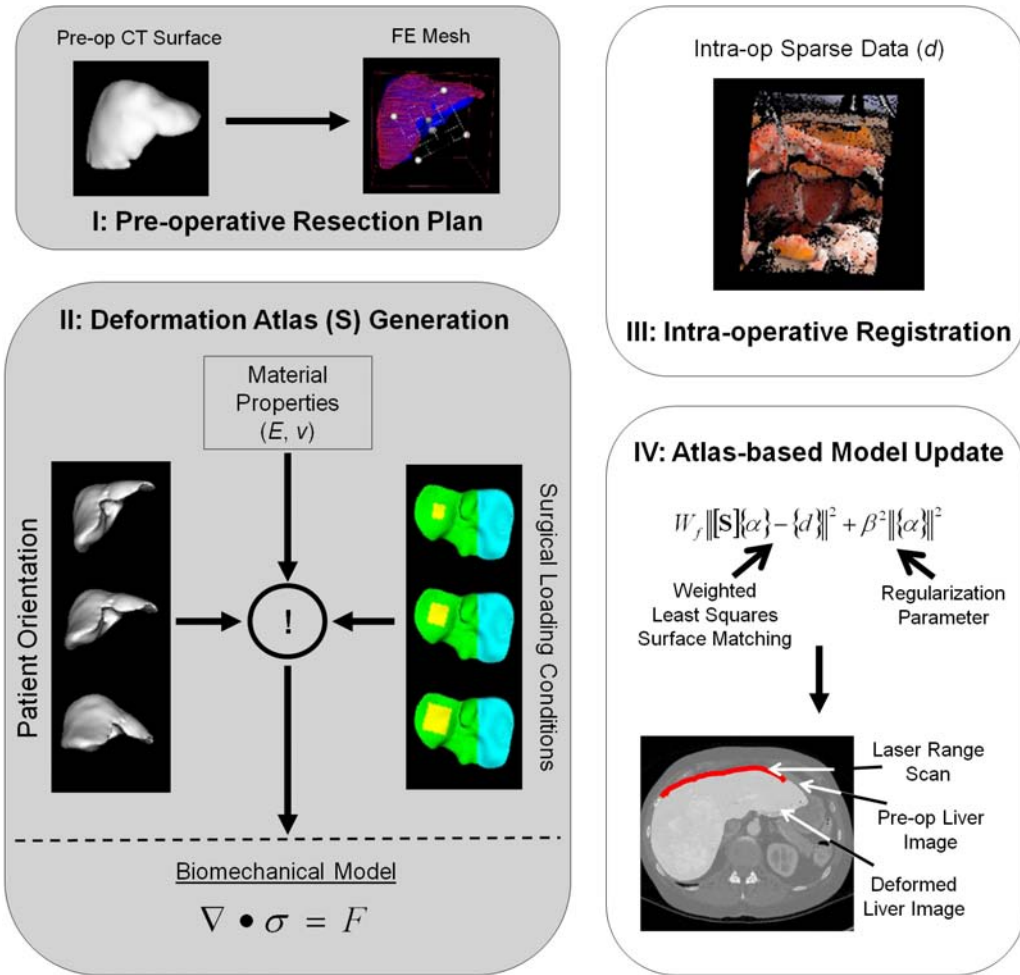 Pre-op CT Surface
FE Mesh
I: Pre-operative Resection Plan
II: Deformation Atlas (S) Generation
Material
Properties
(E, ν)
Patient Orientation
!
Surgical Loading Conditions
Biomechanical Model
∇ • σ = F
Intra-op Sparse Data (d)
III: Intra-operative Registration
IV: Atlas-based Model Update
W_f ‖[S]{α} – {d}‖² + β²‖{α}‖²
Weighted
Least Squares
Surface Matching
Regularization
Parameter
Laser Range
Scan
Pre-op Liver
Image
Deformed
Liver Image